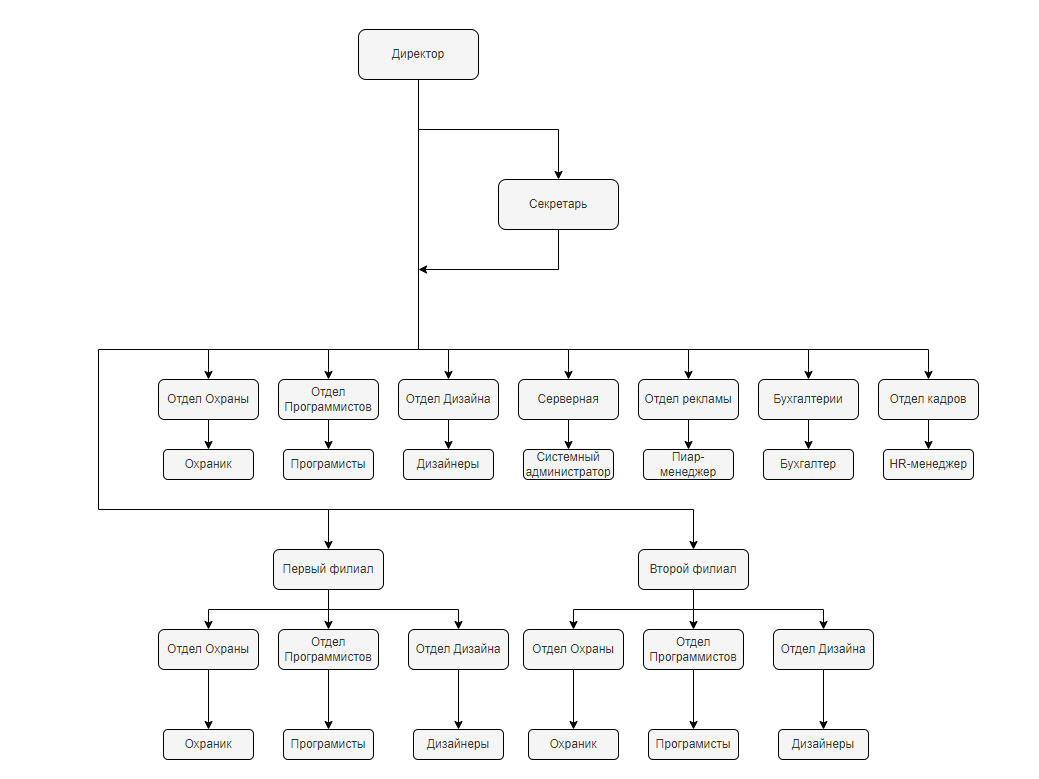 Директор
Секретарь
Отдел Охраны
Отдел
Программистов
Отдел Дизайна
Серверная
Отдел рекламы
Бухгалтерии
Отдел кадров
Охраник
Програмисты
Дизайнеры
Системный
администратор
Пиар-
менеджер
Бухгалтер
HR-менеджер
Первый филиал
Второй филиал
Отдел Охраны
Отдел
Программистов
Отдел Дизайна
Отдел Охраны
Отдел
Программистов
Отдел Дизайна
Охраник
Програмисты
Дизайнеры
Охраник
Програмисты
Дизайнеры